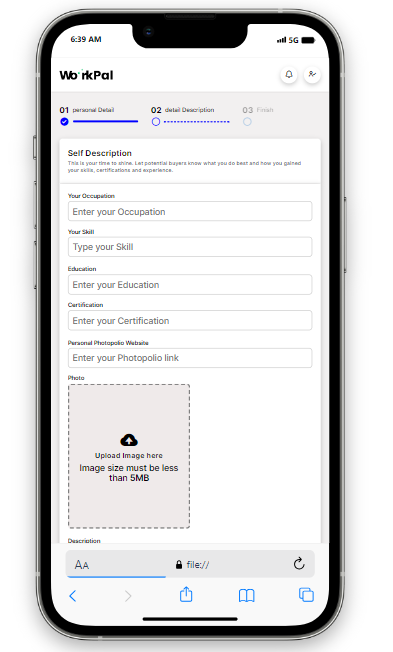 6:39 AM
5G
WorkPal
01 personal Detail
02 detail Description
03 Finish
Self Description
This is your time to shine. Let potential buyers know what you do best and how you gained
your skills, certifications and experience.
Your Occupation
Enter your Occupation
Your Skill
Type your Skill
Education
Enter your Education
Certification
Enter your Certification
Personal Photopolio Website
Enter your Photopolio link
Photo
Upload Image here
Image size must be less
than 5MB
Description
AA
file://